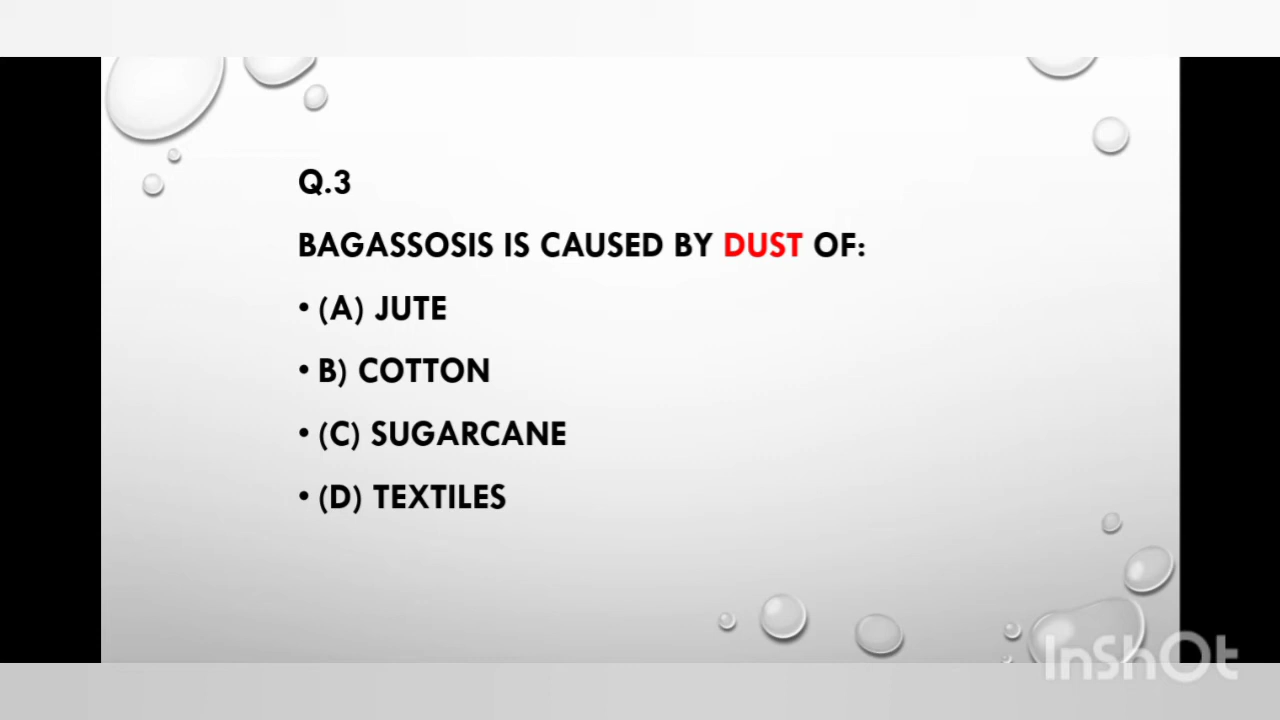 Q.3
BAGASSOSIS IS CAUSED BY DUST OF:
• (A) JUTE
• B) COTTON
• (C) SUGARCANE
• (D) TEXTILES
InShOt